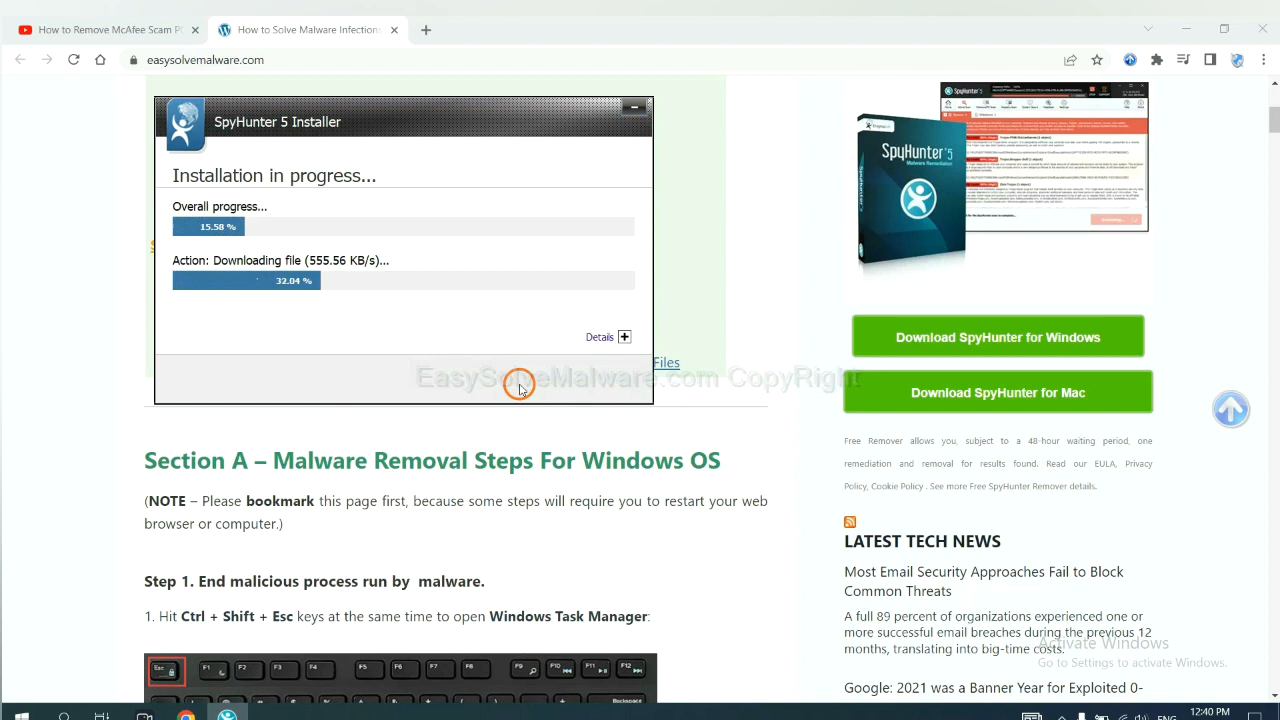 How to Remove McAfee Scam P
How to Solve Malware Infections
easysolvemalware.com
SpyHunter 5 Installer
Installation
Overall progress...
15.58 %
Action: Downloading file (555.56 KB/s)...
32.04 %
Details
Files
EasySolveMalware.com CopyRight
Section A – Malware Removal Steps For Windows OS
(NOTE – Please bookmark this page first, because some steps will require you to restart your web
browser or computer.)
Step 1. End malicious process run by malware.
1. Hit Ctrl + Shift + Esc keys at the same time to open Windows Task Manager:
Esc F1 F2 F3 F4 F5 F6 F7 F8 F9 F10 F11 F12
Backspace
SpyHunter 5
SpyHunter 5
Malware Remediation
Download SpyHunter for Windows
Download SpyHunter for Mac
Free Remover allows you, subject to a 48-hour waiting period, one
remediation and removal for results found. Read our EULA, Privacy
Policy, Cookie Policy . See more Free SpyHunter Remover details.
LATEST TECH NEWS
Most Email Security Approaches Fail to Block
Common Threats
A full 89 percent of organizations experienced one or
more successful email breaches during the previous 12
months, translating into big-time costs.
Google: 2021 was a Banner Year for Exploited 0-
Activate Windows
Go to Settings to activate Windows.
ENG
12:40 PM